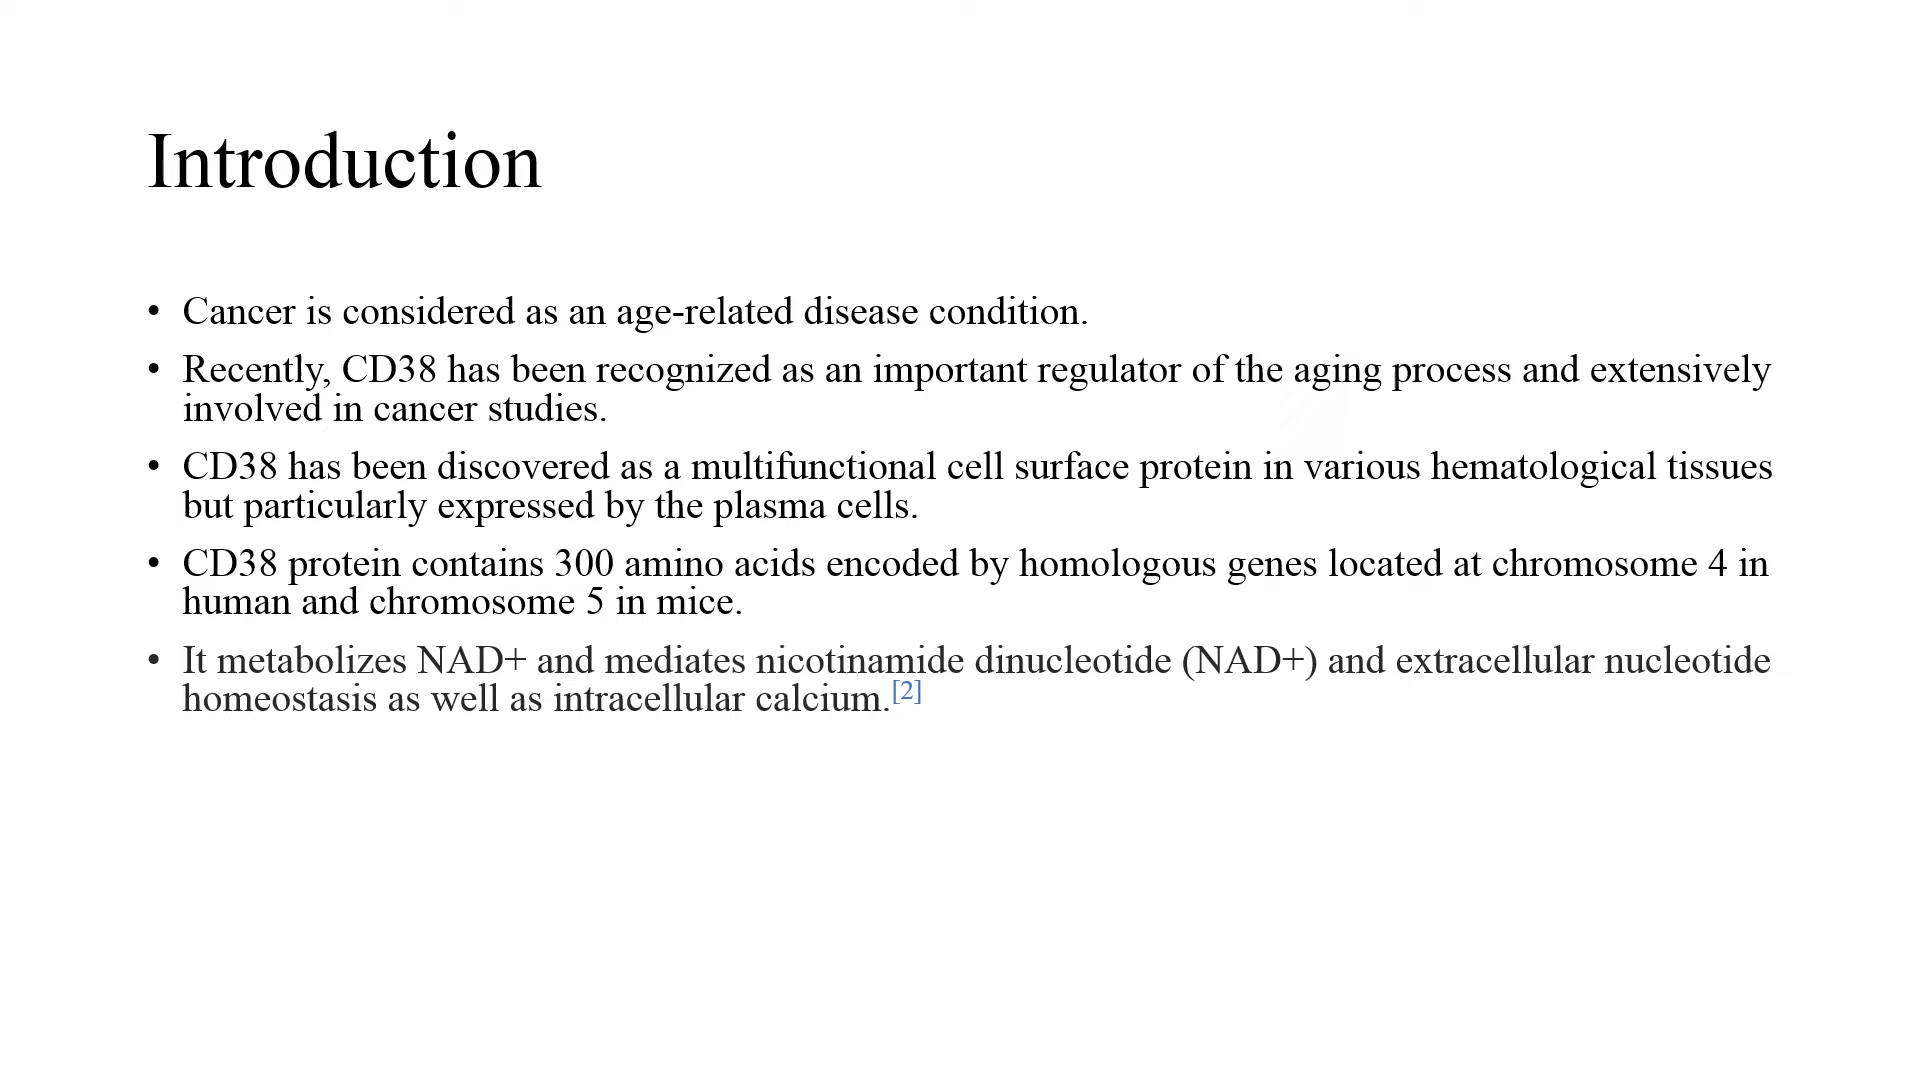 Introduction
• Cancer is considered as an age-related disease condition.
• Recently, CD38 has been recognized as an important regulator of the aging process and extensively
involved in cancer studies.
• CD38 has been discovered as a multifunctional cell surface protein in various hematological tissues
but particularly expressed by the plasma cells.
• CD38 protein contains 300 amino acids encoded by homologous genes located at chromosome 4 in
human and chromosome 5 in mice.
• It metabolizes NAD+ and mediates nicotinamide dinucleotide (NAD+) and extracellular nucleotide
homeostasis as well as intracellular calcium.[2]